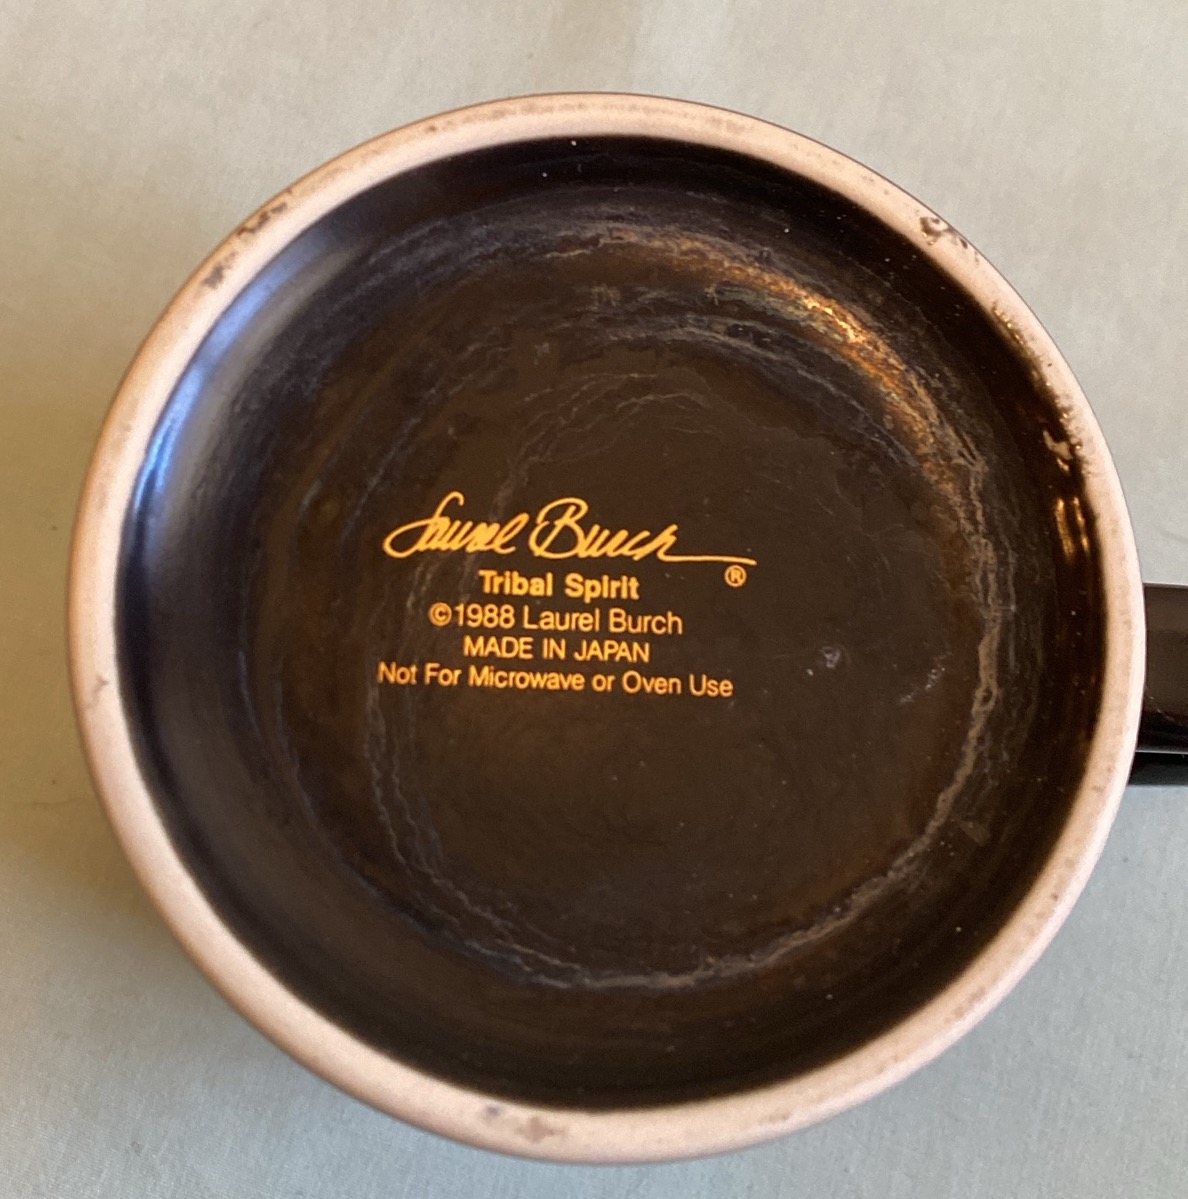 Laurel Burch ®
Tribal Spirit
©1988 Laurel Burch
MADE IN JAPAN
Not For Microwave or Oven Use